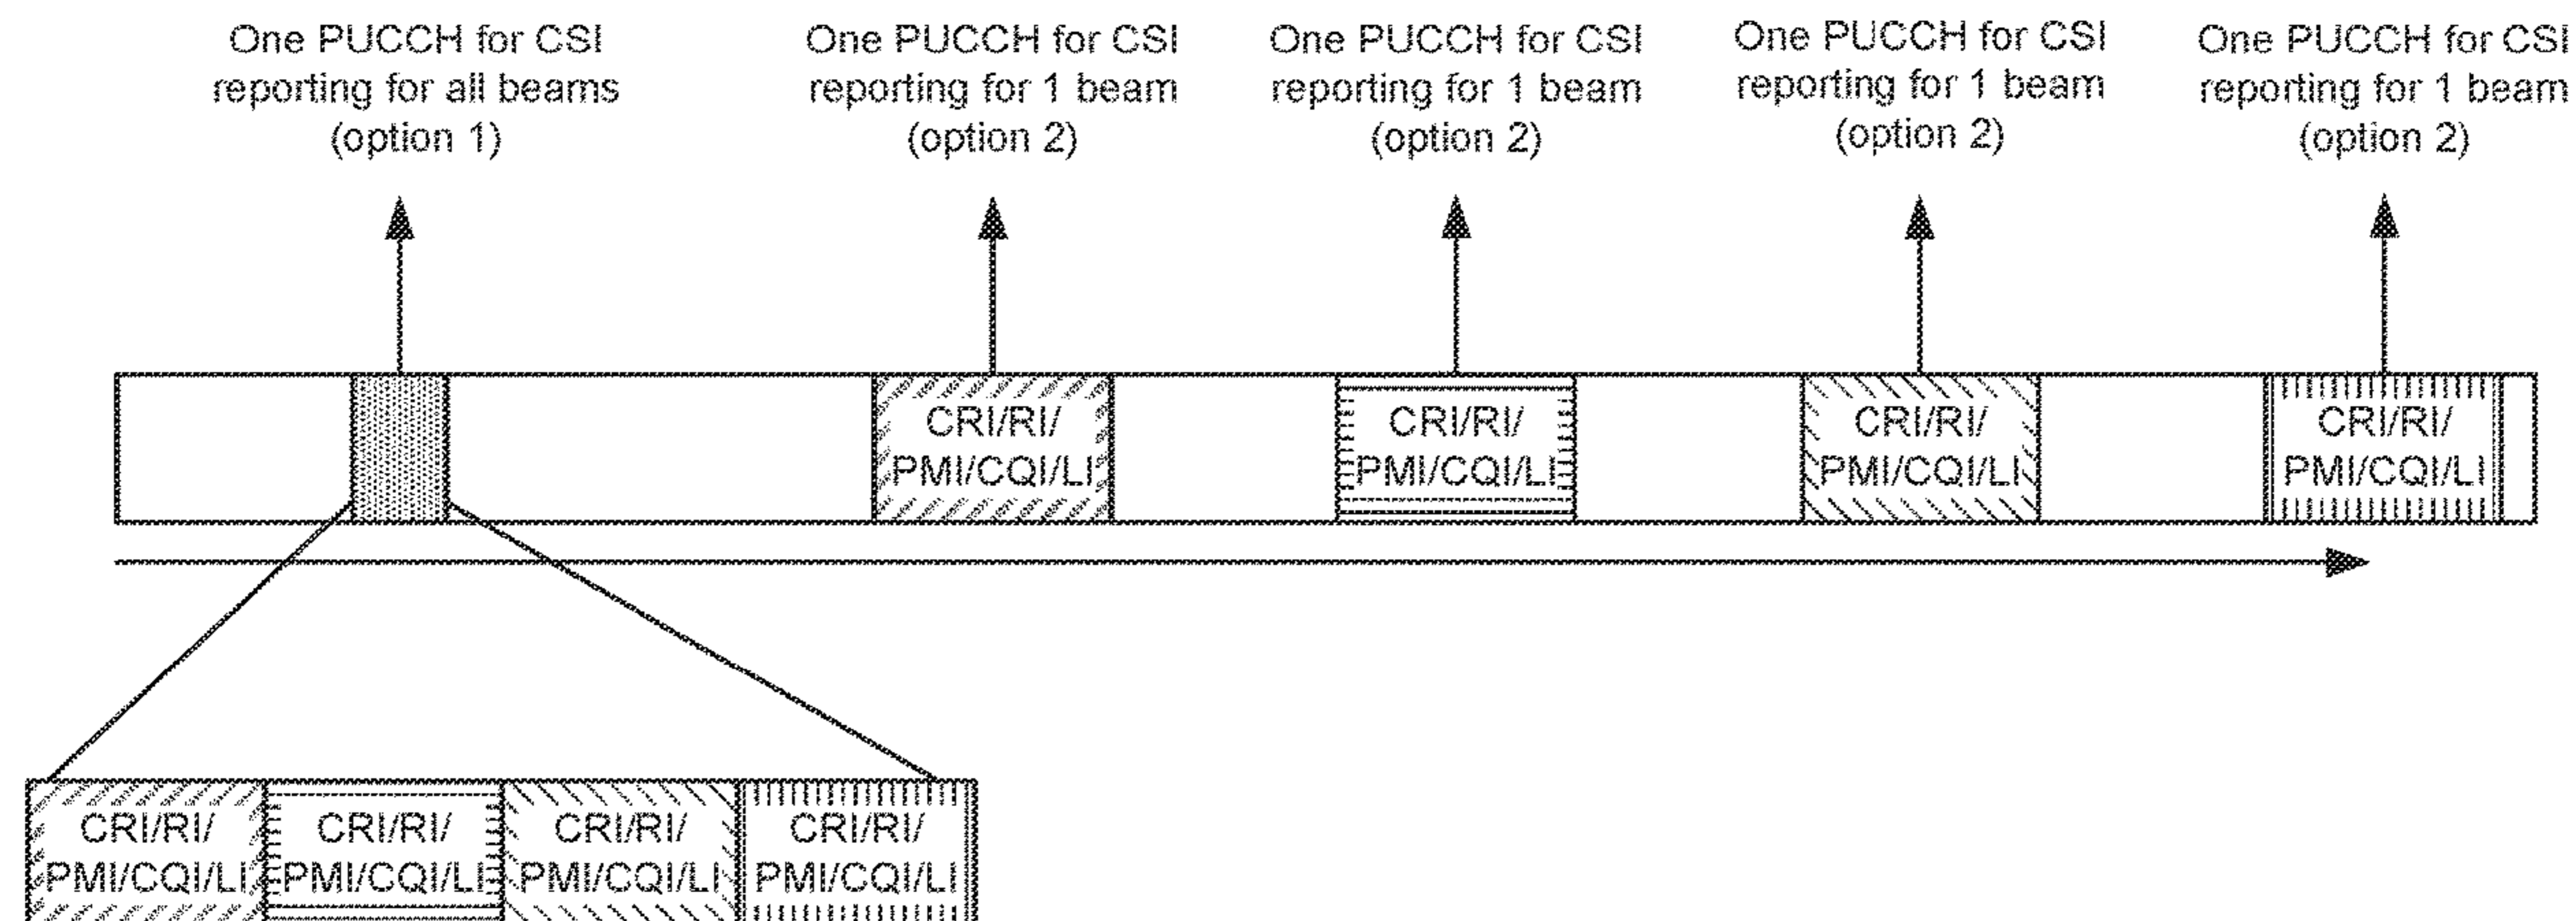 One PUCCH for CSI
reporting for all beams
(option 1)
One PUCCH for CSI
reporting for 1 beam
(option 2)
One PUCCH for CSI
reporting for 1 beam
(option 2)
One PUCCH for CSI
reporting for 1 beam
(option 2)
One PUCCH for CSI
reporting for 1 beam
(option 2)
CRI/RI/
PMI/CQI/LI
CRI/RI/
PMI/CQI/LI
CRI/RI/
PMI/CQI/LI
CRI/RI/
PMI/CQI/LI
CRI/RI/
PMI/CQI/LI
CRI/RI/
PMI/CQI/LI
CRI/RI/
PMI/CQI/LI
CRI/RI/
PMI/CQI/LI